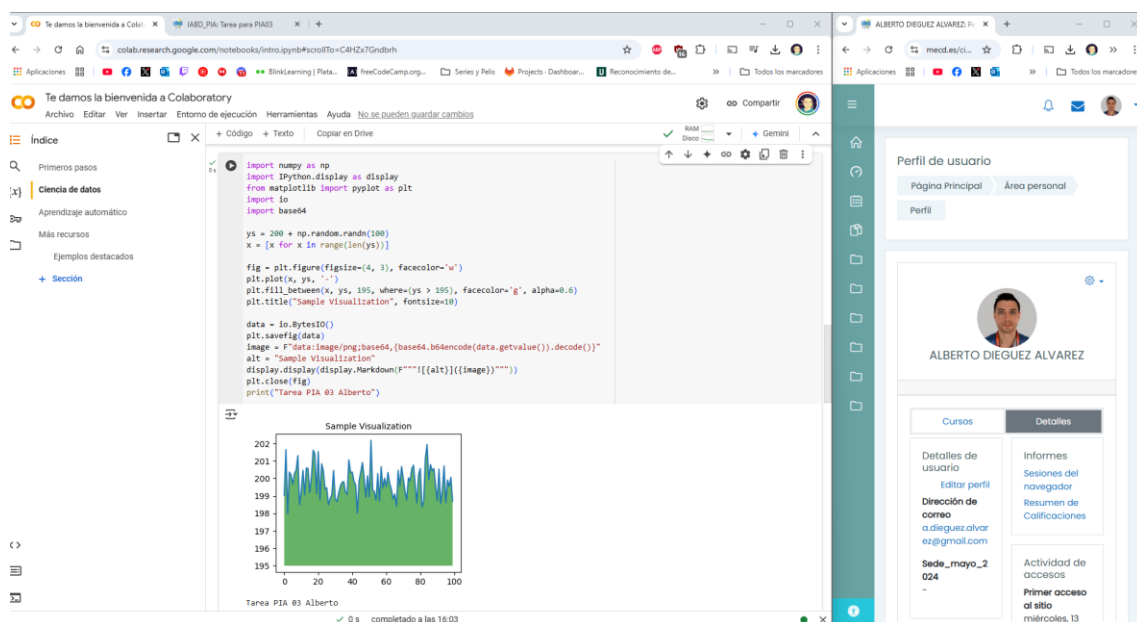 Te damos la bienvenida a Colab
IABD_PIA: Tarea para PIA03
colab.research.google.com/notebooks/intro.ipynb#scrollTo=C4HZx7Gndbrh
Aplicaciones
BlinkLearning | Plata...
freeCodeCamp.org...
Series y Pelis
Projects - Dashboar...
Reconocimiento de...
»
Todos los marcadores
CO Te damos la bienvenida a Colaboratory
Archivo Editar Ver Insertar Entorno de ejecución Herramientas Ayuda No se pueden guardar cambios
Compartir
Índice
Primeros pasos
Ciencia de datos
Aprendizaje automático
Más recursos
Ejemplos destacados
+ Sección
+ Código + Texto Copiar en Drive
RAM
Disco
Gemini
0 s
import numpy as np
import IPython.display as display
from matplotlib import pyplot as plt
import io
import base64
ys = 200 + np.random.randn(100)
x = [x for x in range(len(ys))]
fig = plt.figure(figsize=(4, 3), facecolor='w')
plt.plot(x, ys, '-')
plt.fill_between(x, ys, 195, where=(ys > 195), facecolor='g', alpha=0.6)
plt.title("Sample Visualization", fontsize=10)
data = io.BytesIO()
plt.savefig(data)
image = F"data:image/png;base64,{base64.b64encode(data.getvalue()).decode()}"
alt = "Sample Visualization"
display.display(display.Markdown(F"""![{alt}]({image})"""))
plt.close(fig)
print("Tarea PIA 03 Alberto")
Sample Visualization
202
201
200
199
198
197
196
195
0 20 40 60 80 100
Tarea PIA 03 Alberto
✓ 0 s completado a las 16:03
ALBERTO DIEGUEZ ALVAREZ: Pe
mecd.es/ci...
Aplicaciones
»
Todos los marcadores
Perfil de usuario
Página Principal
Área personal
Perfil
ALBERTO DIEGUEZ ALVAREZ
Cursos
Detalles
Detalles de
usuario
Editar perfil
Dirección de
correo
a.dieguez.alvar
ez@gmail.com
Sede_mayo_2
024
-
Informes
Sesiones del
navegador
Resumen de
Calificaciones
Actividad de
accesos
Primer acceso
al sitio
miércoles, 13